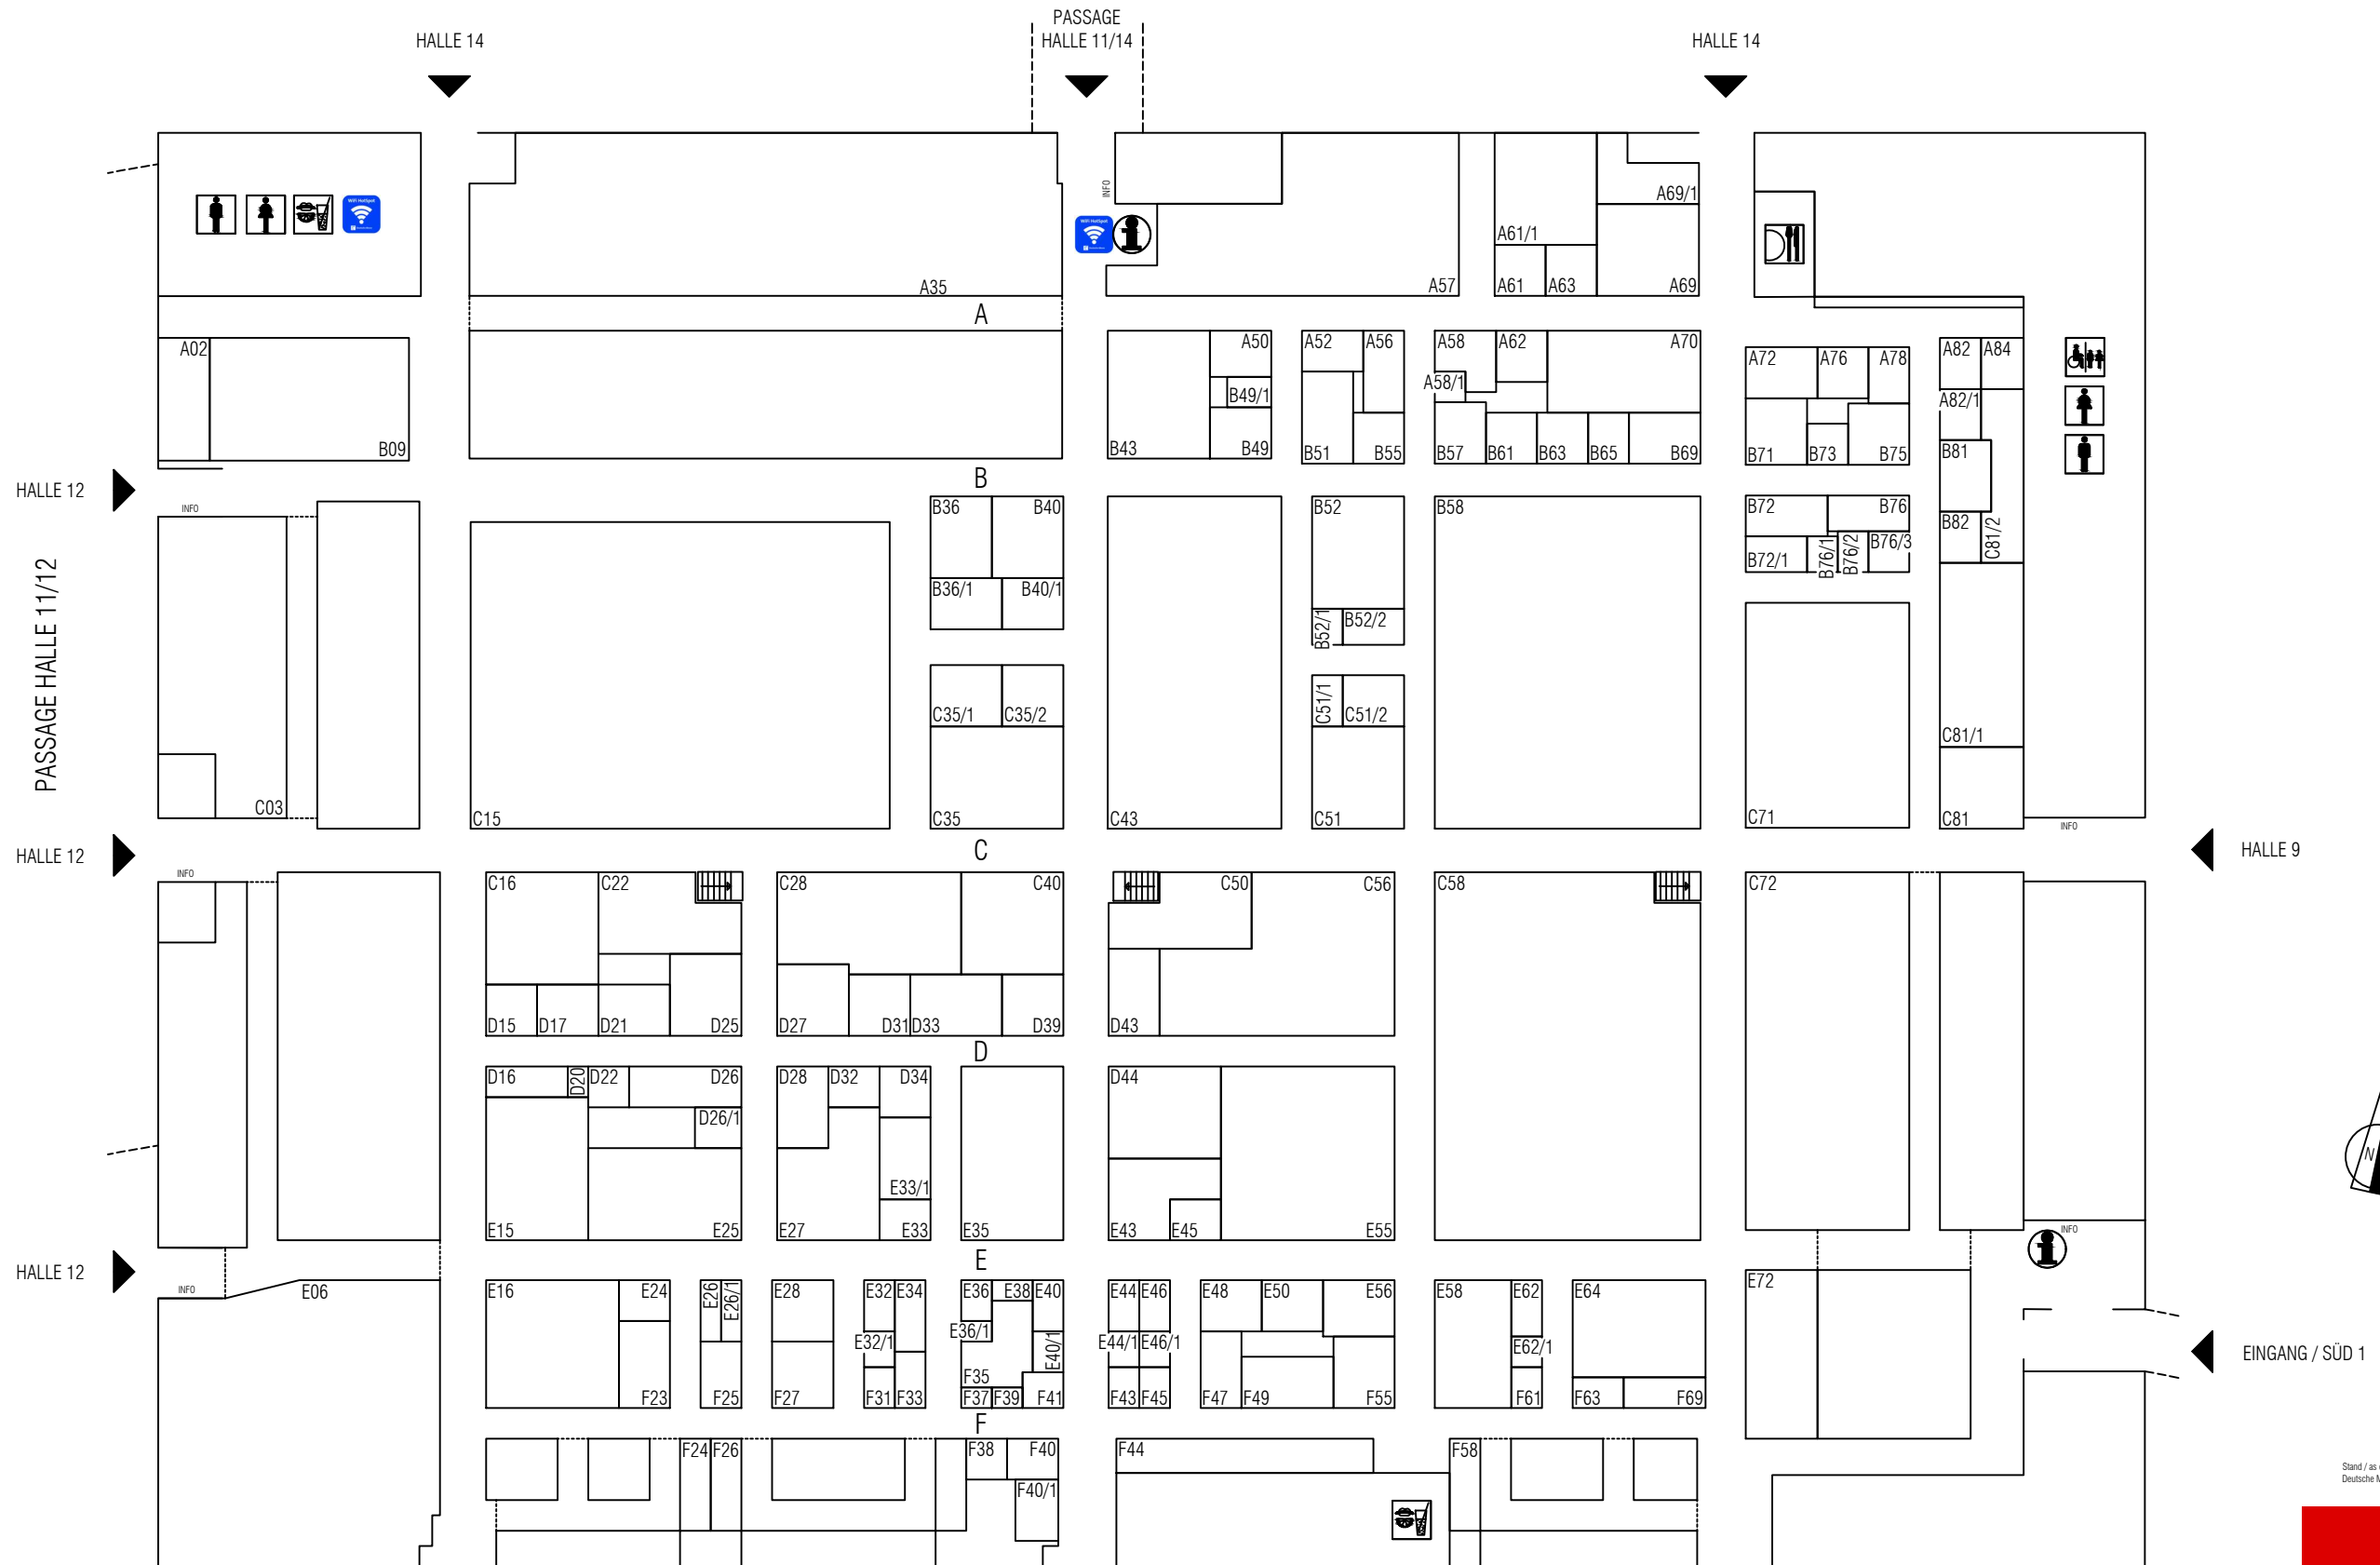 PASSAGE
HALLE 11/14
HALLE 14
HALLE 14
INFO
WiFi HotSpot
WiFi HotSpot
A69/1
A61/1
A35
A57
A61
A63
A69
A
A02
B09
A50
B49/1
B43
B49
A52
A56
B51
B55
A58
A62
A70
A58/1
B57
B61
B63
B65
B69
A72
A76
A78
B71
B73
B75
A82
A84
A82/1
B81
B82
C81/2
B
HALLE 12
INFO
PASSAGE HALLE 11/12
B36
B40
B36/1
B40/1
B52
B52/1
B52/2
B58
B72
B76
B72/1
B76/1
B76/2
B76/3
C35/1
C35/2
C51/1
C51/2
C81/1
C03
C15
C35
C43
C51
C71
C81
INFO
HALLE 12
C
HALLE 9
INFO
C16
C22
C28
C40
C50
C56
C58
C72
D15
D17
D21
D25
D27
D31
D33
D39
D43
D
D16
D20
D22
D26
D26/1
D28
D32
D34
D44
E33/1
E15
E25
E27
E33
E35
E43
E45
E55
N
INFO
E
HALLE 12
INFO
E06
E16
E24
E26
E26/1
E28
E32
E34
E32/1
E36
E38
E40
E36/1
E40/1
E44
E46
E44/1
E46/1
E48
E50
E56
E58
E62
E62/1
E64
E72
EINGANG / SÜD 1
F23
F25
F27
F31
F33
F35
F37
F39
F41
F43
F45
F47
F49
F55
F61
F63
F69
F
F24
F26
F38
F40
F40/1
F44
F58
Stand / as
Deutsche M